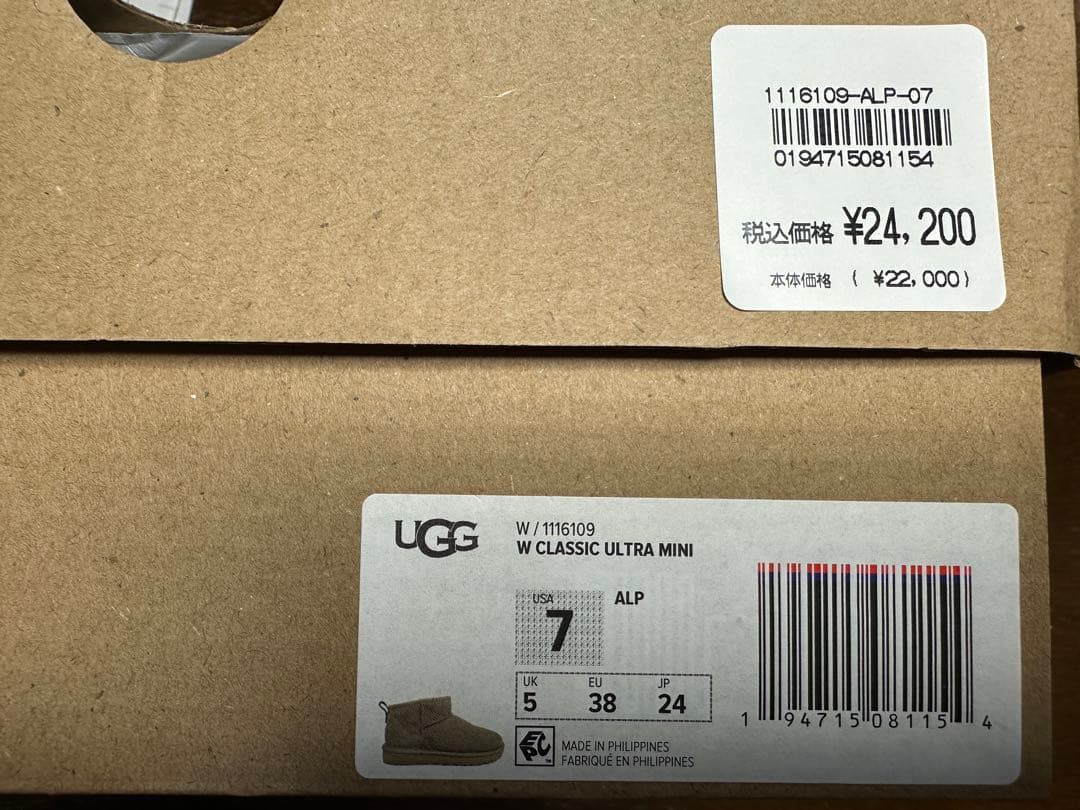 1116109-ALP-07
0194715081154
税込価格 ¥24,200
本体価格 ( ¥22,000)
UGG
W / 1116109
W CLASSIC ULTRA MINI
USA
7
ALP
UK EU JP
5 38 24
EPC
MADE IN PHILIPPINES
FABRIQUÉ EN PHILIPPINES
1 94715 08115 4